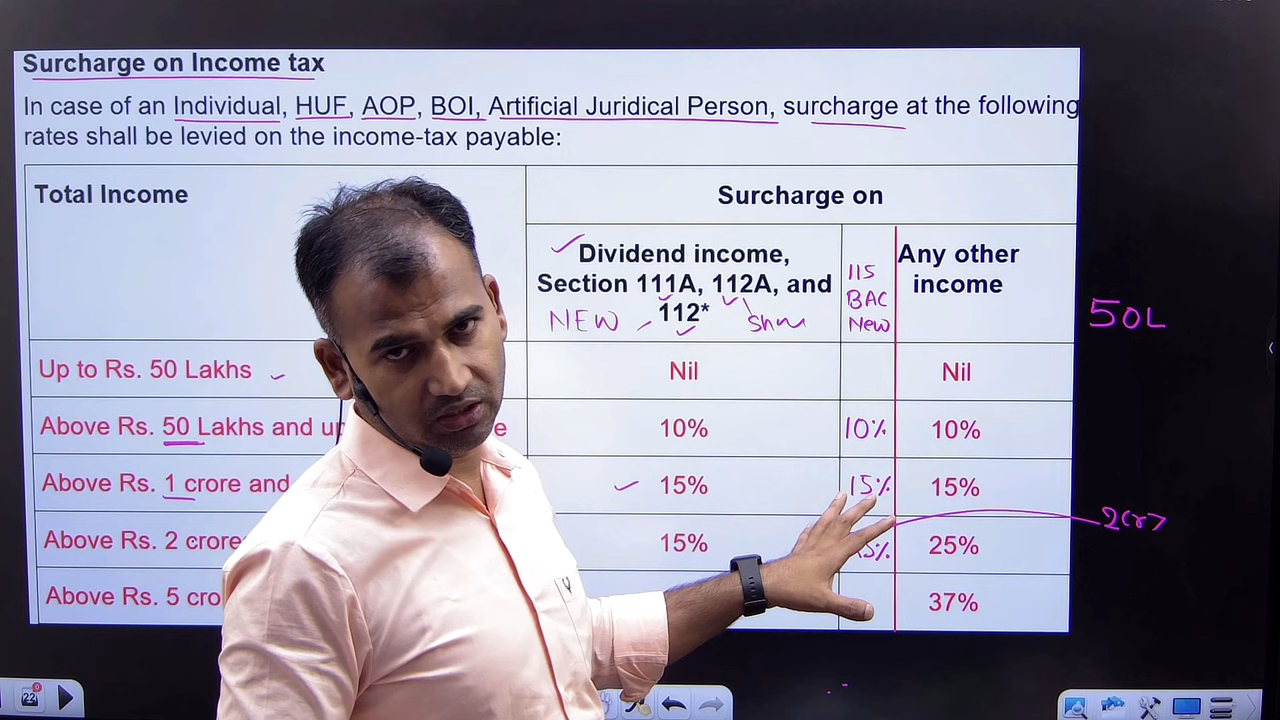 Surcharge on Income tax
In case of an Individual, HUF, AOP, BOI, Artificial Juridical Person, surcharge at the following
rates shall be levied on the income-tax payable:
Total Income
Surcharge on
Dividend income,
Section 111A, 112A, and
112*
NEW
115
BAC
New
Any other
income
50L
Up to Rs. 50 Lakhs
Nil
Nil
Above Rs. 50 Lakhs and
10%
10%
10%
Above Rs. 1 crore and
15%
15%
15%
Above Rs. 2 crore
15%
25%
2Cr>
Above Rs. 5
37%
22